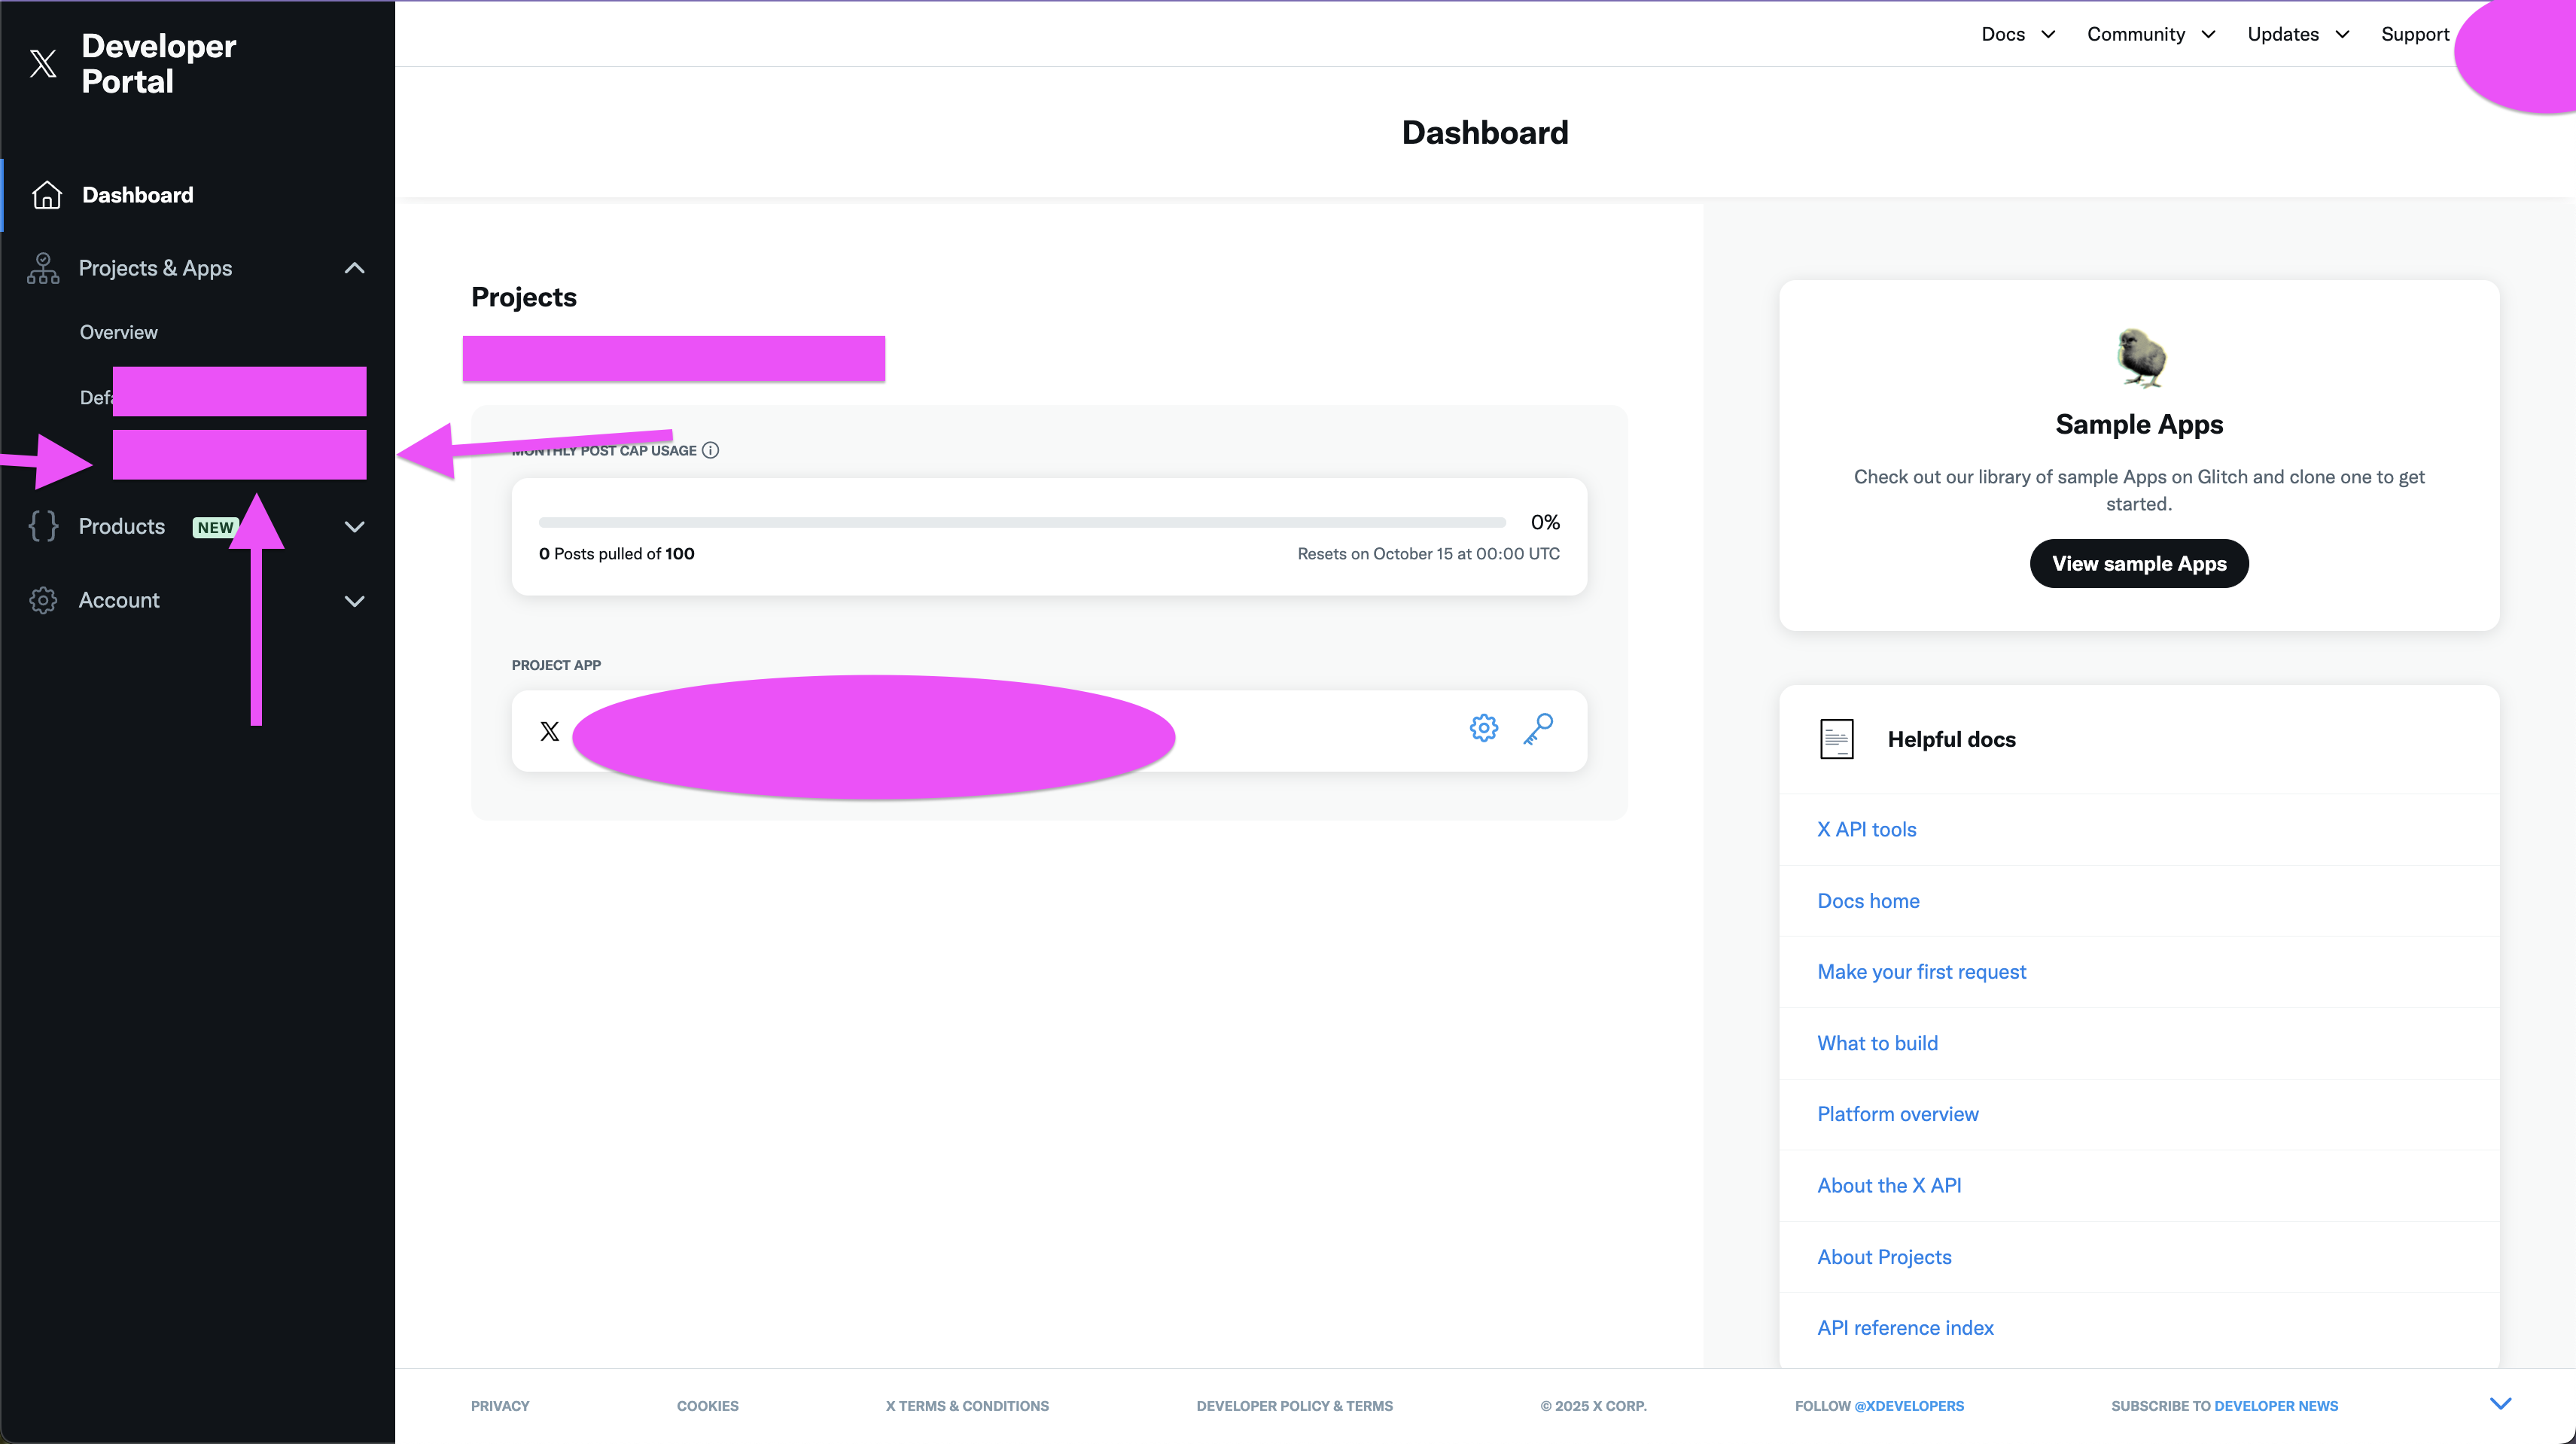 Developer
Portal
Dashboard
Projects & Apps
Overview
Products NEW
Account
Docs
Community
Updates
Support
Dashboard
Projects
MONTHLY POST CAP USAGE
0%
0 Posts pulled of 100
Resets on October 15 at 00:00 UTC
PROJECT APP
Sample Apps
Check out our library of sample Apps on Glitch and clone one to get
started.
View sample Apps
Helpful docs
X API tools
Docs home
Make your first request
What to build
Platform overview
About the X API
About Projects
API reference index
PRIVACY
COOKIES
X TERMS & CONDITIONS
DEVELOPER POLICY & TERMS
© 2025 X CORP.
FOLLOW @XDEVELOPERS
SUBSCRIBE TO DEVELOPER NEWS